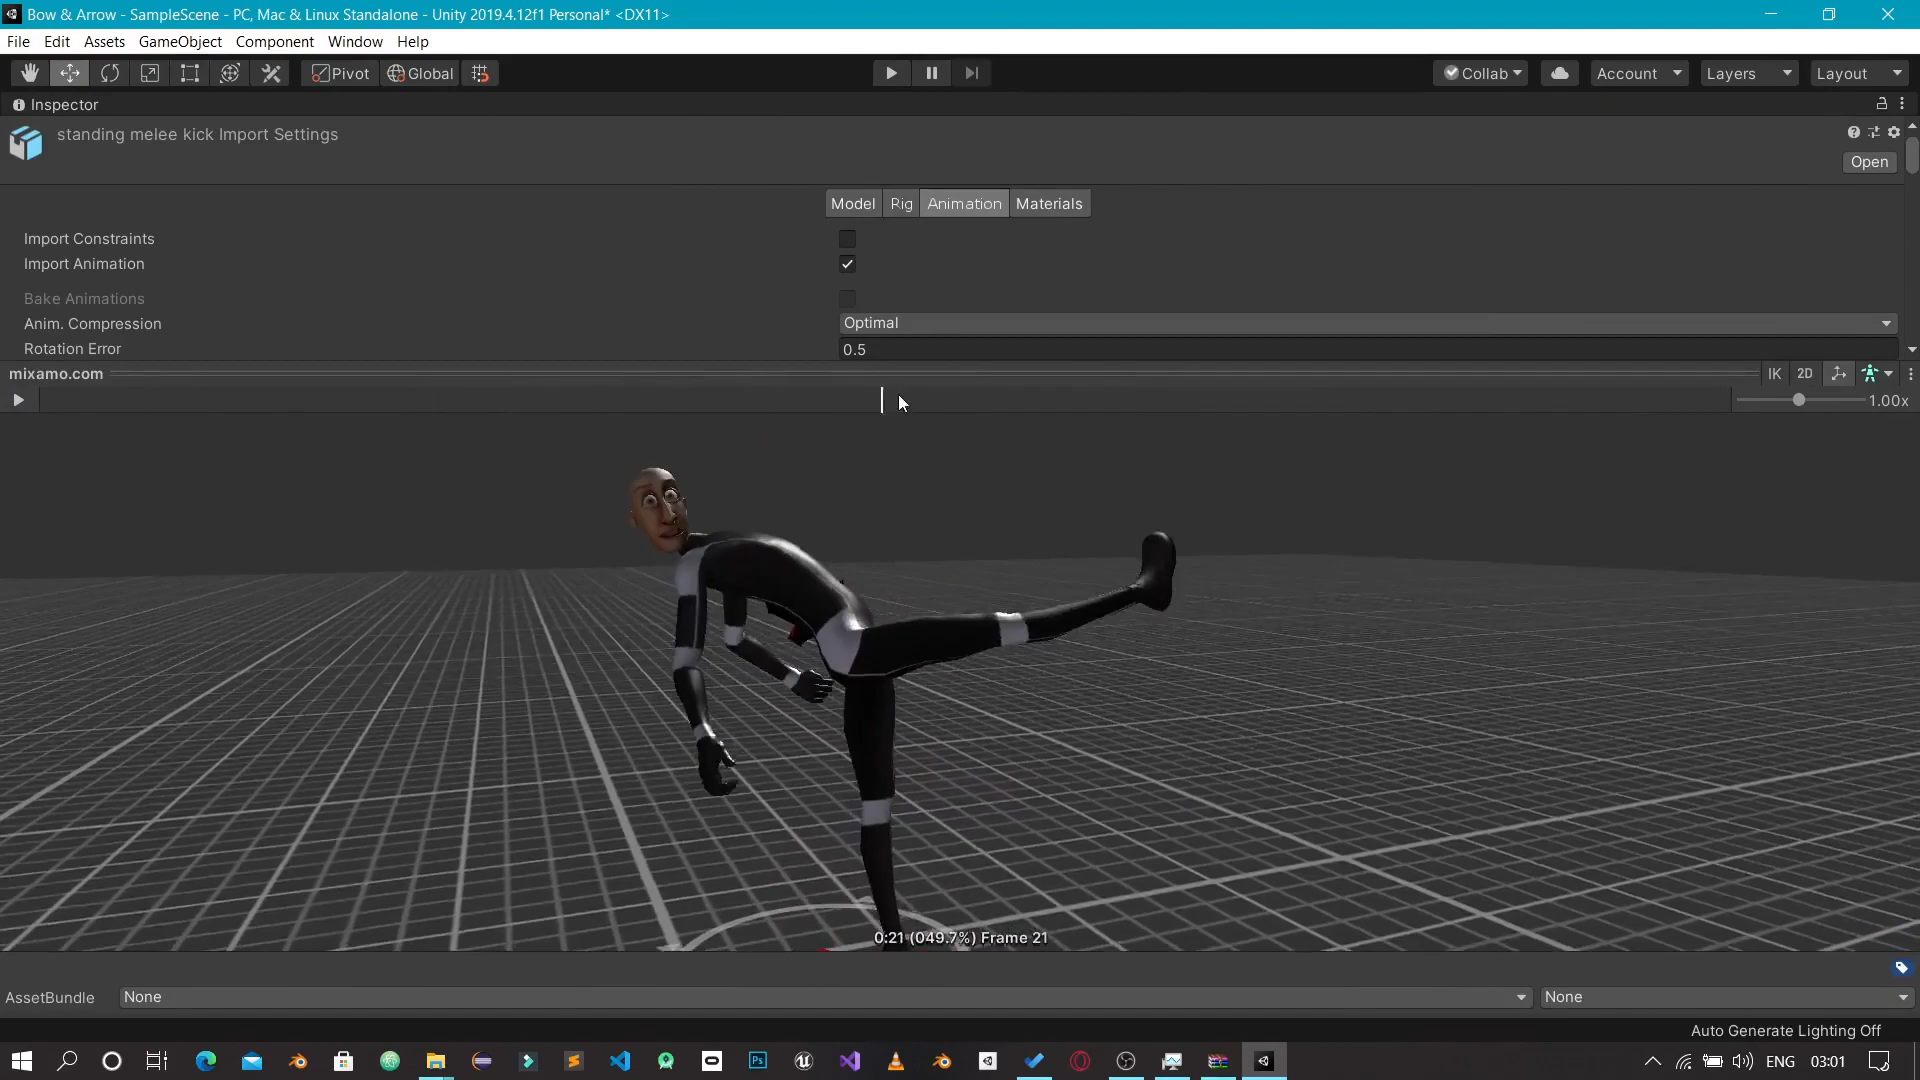 Bow & Arrow - SampleScene - PC, Mac & Linux Standalone - Unity 2019.4.12f1 Personal* <DX11>
File Edit Assets GameObject Component Window Help
Pivot Global Collab Account Layers Layout
Inspector
standing melee kick Import Settings
Open
Model Rig Animation Materials
Import Constraints
Import Animation
Bake Animations
Anim. Compression Optimal
Rotation Error 0.5
mixamo.com IK 2D
1.00x
0:21 (049.7%) Frame 21
AssetBundle None None
Auto Generate Lighting Off
Ps ENG 03:01